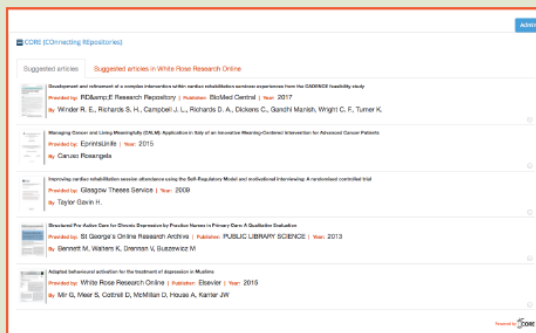 Admin
CORE (COnnecting REpositories)
Suggested articles Suggested articles in White Rose Research Online
Development and refinement of a complex intervention within cardiac rehabilitation services: experiences from the CADENCE feasibility study
Provided by: RD&amp;E Research Repository | Publisher: BioMed Central | Year: 2017
By Winder R. E., Richards S. H., Campbell J. L., Richards D. A., Dickens C., Gandhi Manish, Wright C. F., Turner K.
Managing Cancer and Living Meaningfully (CALM): Application in Italy of an Innovative Meaning-Centered Intervention for Advanced Cancer Patients
Provided by: EprintsUnife | Year: 2015
By Caruso Rosangela
Improving cardiac rehabilitation session attendance using the Self-Regulatory Model and motivational interviewing: A randomised controlled trial
Provided by: Glasgow Theses Service | Year: 2009
By Taylor Gavin H.
Structured Pro-Active Care for Chronic Depression by Practice Nurses in Primary Care: A Qualitative Evaluation
Provided by: St George's Online Research Archive | Publisher: PUBLIC LIBRARY SCIENCE | Year: 2013
By Bennett M, Walters K, Drennan V, Buszewicz M
Adapted behavioural activation for the treatment of depression in Muslims
Provided by: White Rose Research Online | Publisher: Elsevier | Year: 2015
By Mir G, Meer S, Cottrell D, McMillan D, House A, Kanter JW
Powered by CORE